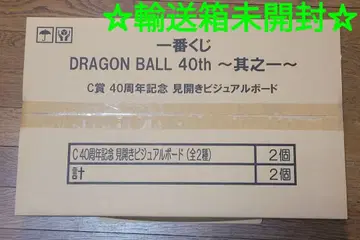 ☆輸送箱未開封☆
一番くじ
DRAGON BALL 40th ～其之一～
C賞 40周年記念 見開きビジュアルボード
C 40周年記念 見開きビジュアルボード（全2種） 2個
計 2個